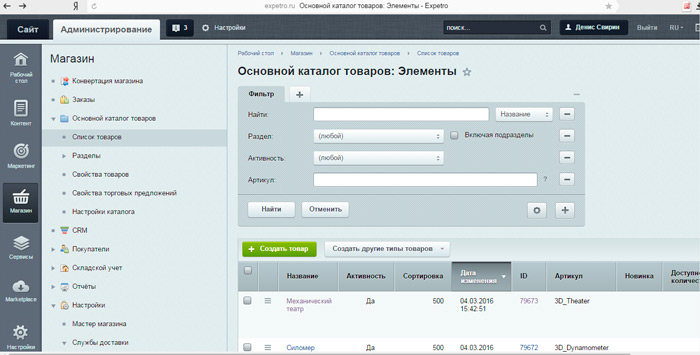 expetro.ru Основной каталог товаров: Элементы - Expetro
Сайт
Администрирование
3
Настройки
поиск...
Денис Свирин
Выйти
RU
Рабочий стол
Контент
Маркетинг
Магазин
Сервисы
Marketplace
Настройки
Магазин
Конвертация магазина
Заказы
Основной каталог товаров
Список товаров
Разделы
Свойства товаров
Свойства торговых предложений
Настройки каталога
CRM
Покупатели
Складской учет
Отчёты
Настройки
Мастер магазина
Службы доставки
Рабочий стол Магазин Основной каталог товаров Список товаров
Основной каталог товаров: Элементы
Фильтр
Найти: Название
Раздел: (любой) Включая подразделы
Активность: (любой)
Артикул: ?
Найти Отменить
+ Создать товар Создать другие типы товаров
Название Активность Сортировка Дата изменения ID Артикул Новинка Доступно количеств
Механический театр Да 500 04.03.2016 15:42:51 79673 3D_Theater
Силомер Да 500 04.03.2016 79672 3D_Dynamometer